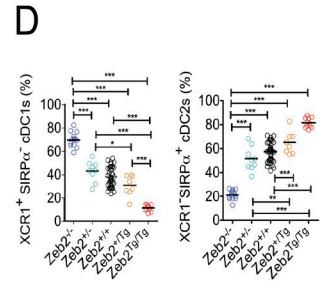 D
XCR1+ SIRPα- cDC1s (%)
100
80
60
40
20
0
***
***
***
***
***
***
*
***
Zeb2-/-
Zeb2+/-
Zeb2+/+
Zeb2+/Tg
Zeb2Tg/Tg
XCR1-SIRPα+ cDC2s (%)
100
80
60
40
20
0
***
***
***
***
***
***
**
***
Zeb2-/-
Zeb2+/-
Zeb2+/+
Zeb2+/Tg
Zeb2Tg/Tg